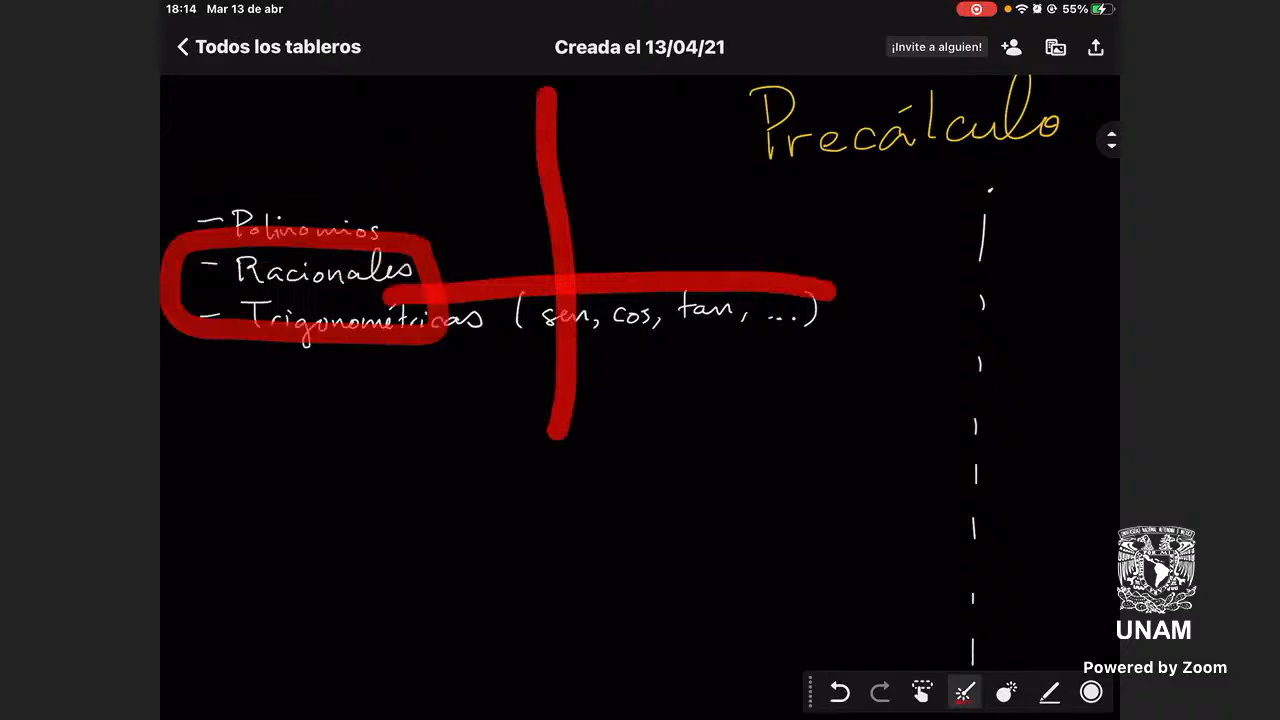 18:14 Mar 13 de abr 55%
Todos los tableros Creada el 13/04/21 ¡Invite a alguien!
Precálculo
- Polinomios
- Racionales
- Trigonométricas (sen, cos, tan, ...)
UNAM
Powered by Zoom